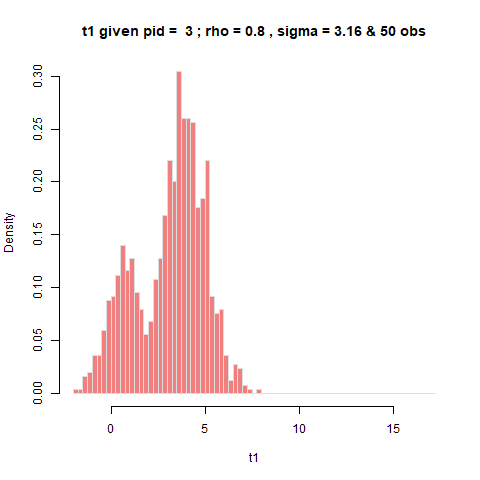 t1 given pid =  3 ; rho = 0.8 , sigma = 3.16 & 50 obs
0.30
0.25
0.20
0.15
0.10
0.05
0.00
Density
0 5 10 15
t1